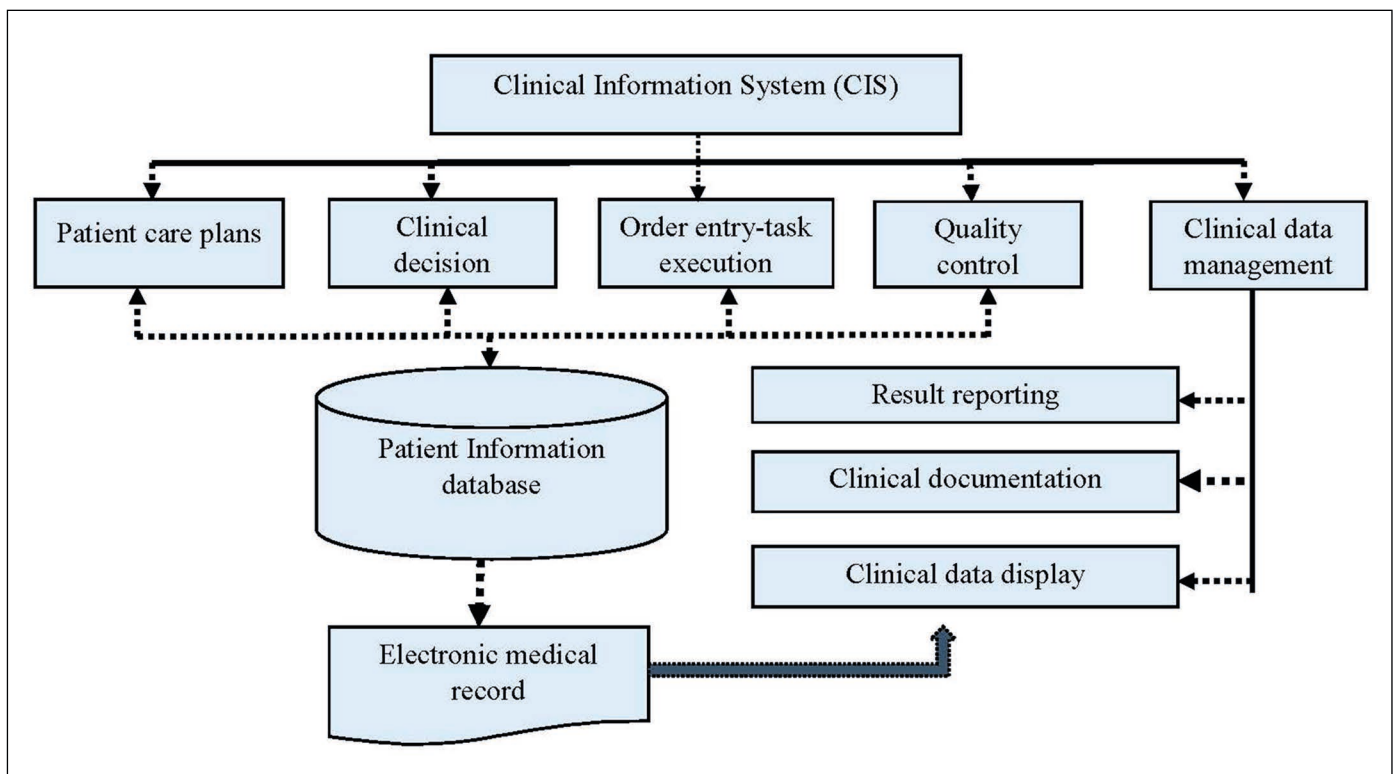 Clinical Information System (CIS)
Patient care plans
Clinical
decision
Order entry-task
execution
Quality
control
Clinical data
management
Result reporting
Patient Information
database
Clinical documentation
Clinical data display
Electronic medical
record